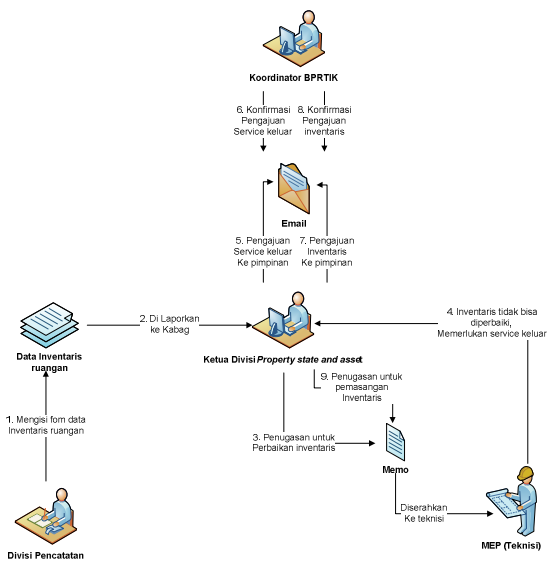 Koordinator BPRTIK
6. Konfirmasi
Pengajuan
Service keluar
8. Konfirmasi
Pengajuan
inventaris
Email
5. Pengajuan
Service keluar
Ke pimpinan
7. Pengajuan
Inventaris
Ke pimpinan
2. Di Laporkan
ke Kabag
4. Inventaris tidak bisa
diperbaiki,
Memerlukan service keluar
Data Inventaris
ruangan
Ketua Divisi Property state and asset
9. Penugasan untuk
pemasangan
Inventaris
1. Mengisi fom data
Inventaris ruangan
3. Penugasan untuk
Perbaikan inventaris
Memo
Diserahkan
Ke teknisi
Divisi Pencatatan
MEP (Teknisi)